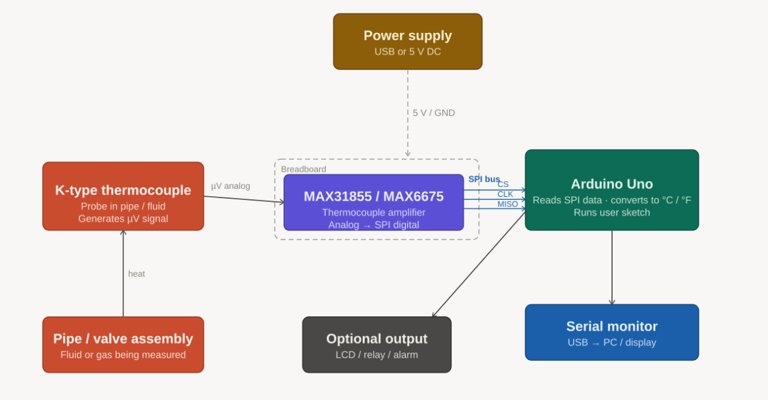 Power supply
USB or 5 V DC
5 V / GND
Breadboard
K-type thermocouple
Probe in pipe / fluid
Generates µV signal
µV analog
MAX31855 / MAX6675
Thermocouple amplifier
Analog → SPI digital
SPI bus
CS
CLK
MISO
Arduino Uno
Reads SPI data · converts to °C / °F
Runs user sketch
heat
Pipe / valve assembly
Fluid or gas being measured
Optional output
LCD / relay / alarm
Serial monitor
USB → PC / display